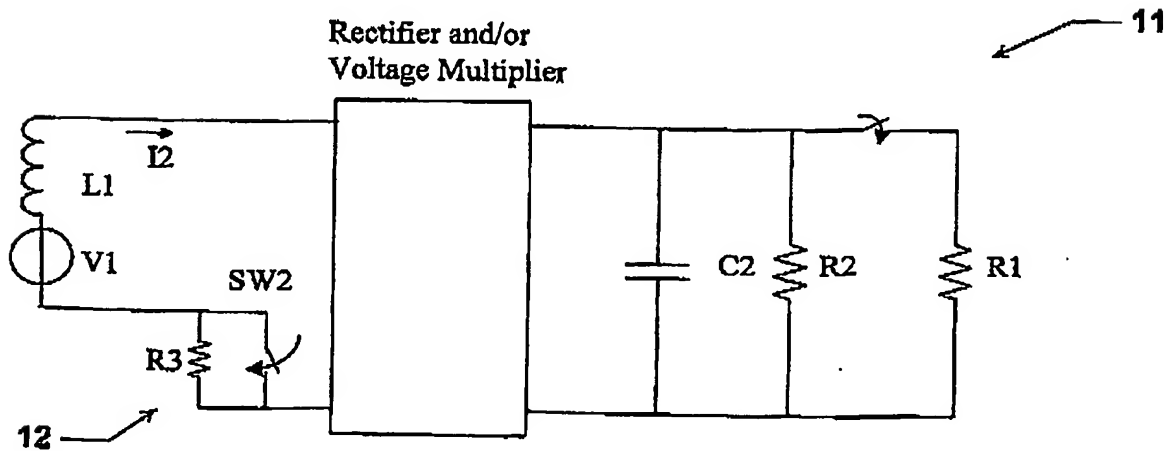 11
Rectifier and/or
Voltage Multiplier
I2
L1
V1
SW2
C2
R2
R1
R3
12